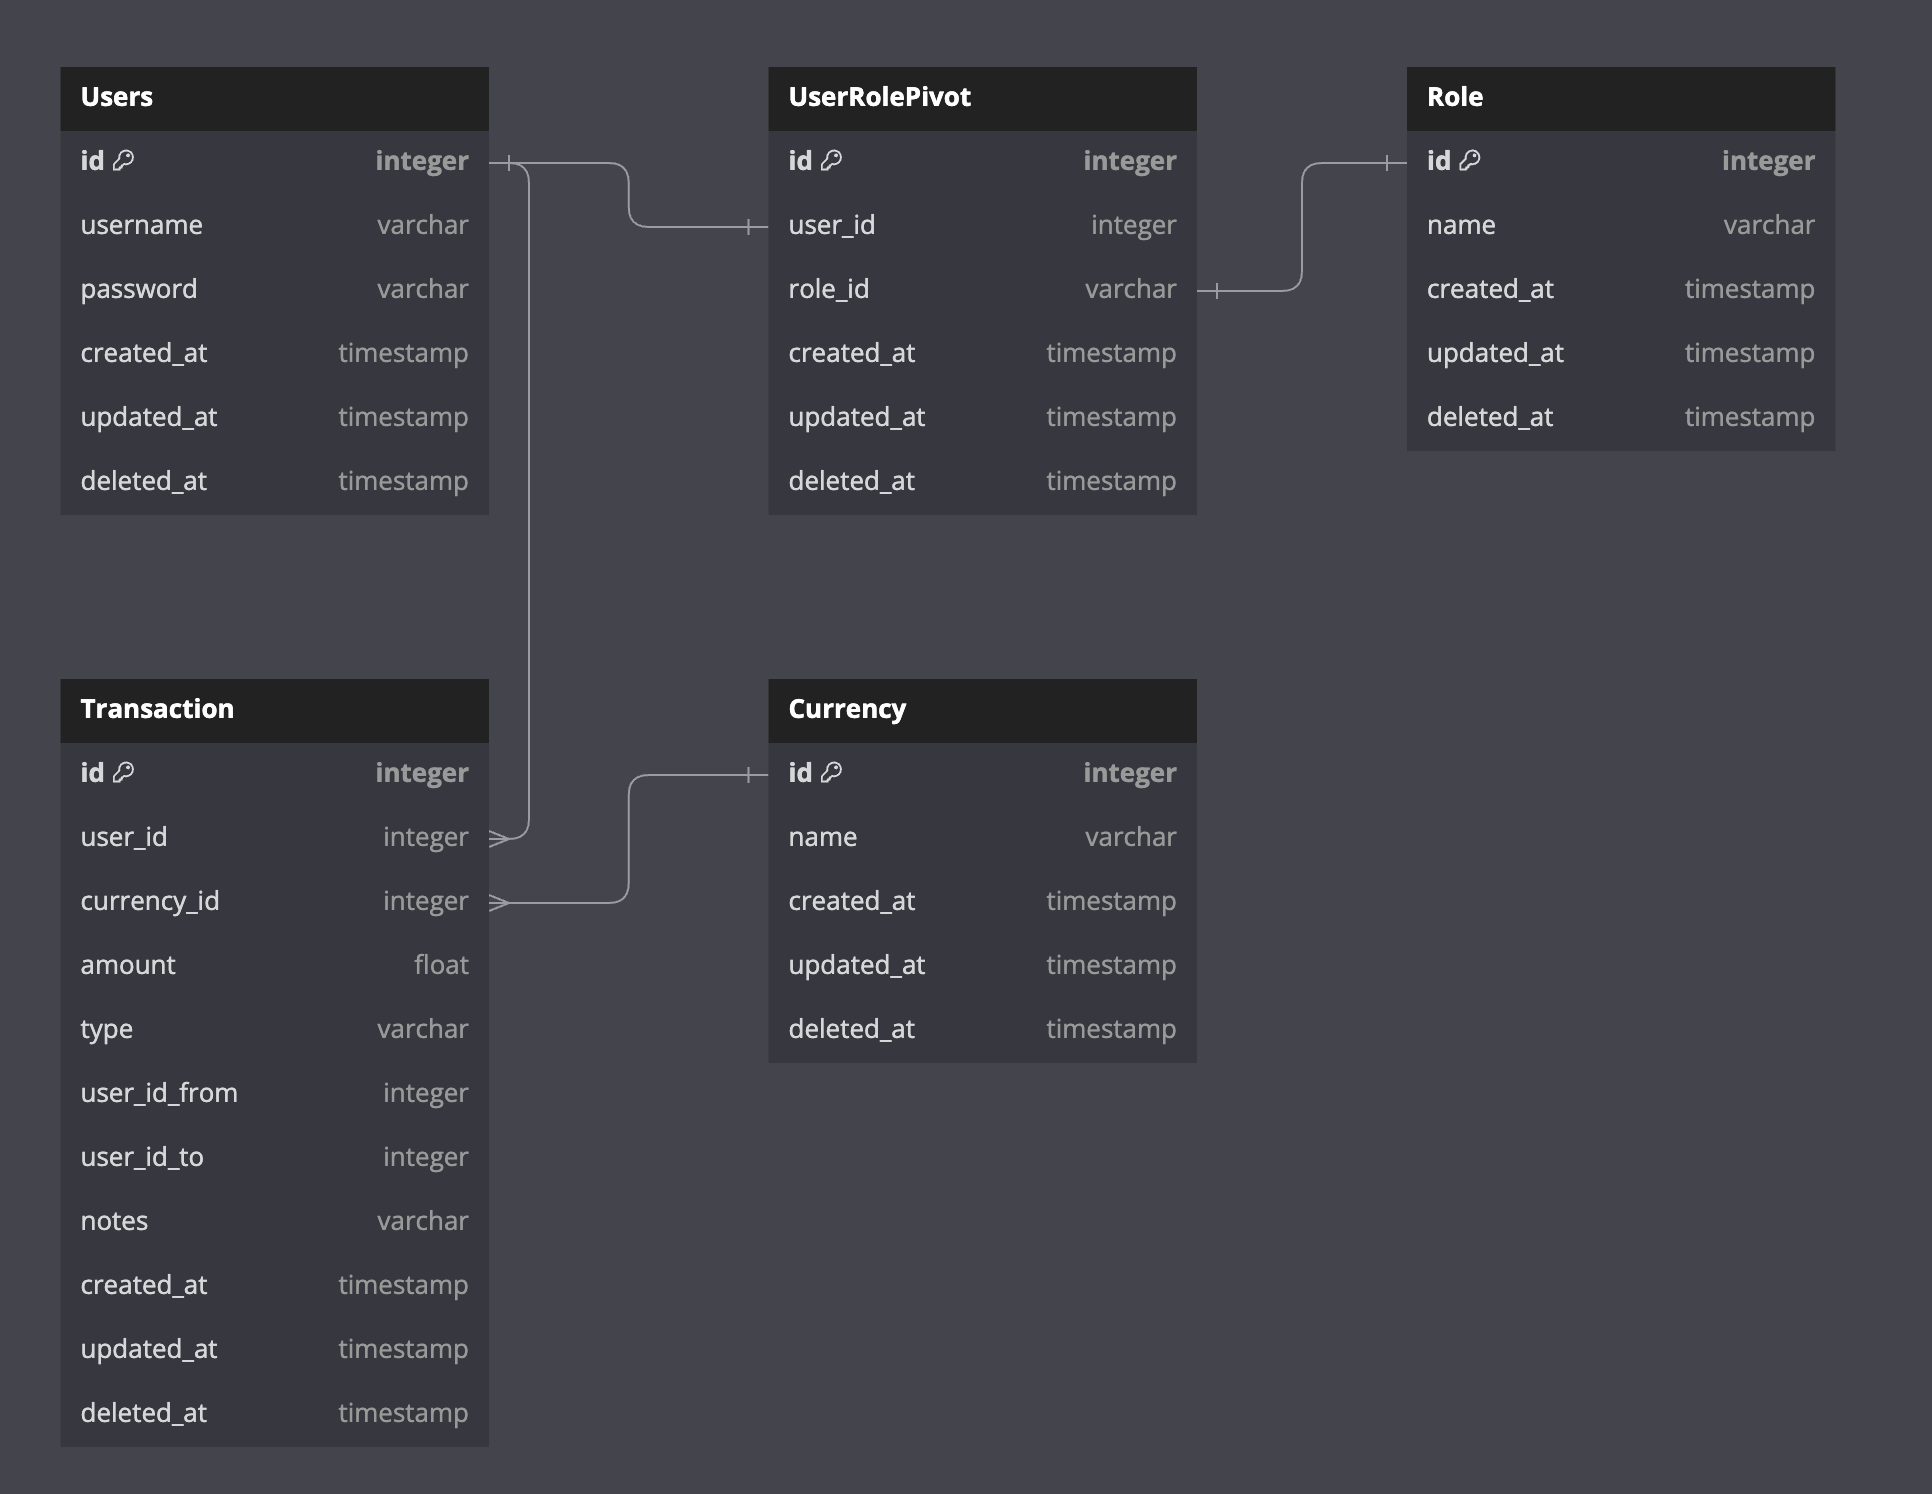 Users
id integer
username varchar
password varchar
created_at timestamp
updated_at timestamp
deleted_at timestamp
UserRolePivot
id integer
user_id integer
role_id varchar
created_at timestamp
updated_at timestamp
deleted_at timestamp
Role
id integer
name varchar
created_at timestamp
updated_at timestamp
deleted_at timestamp
Transaction
id integer
user_id integer
currency_id integer
amount float
type varchar
user_id_from integer
user_id_to integer
notes varchar
created_at timestamp
updated_at timestamp
deleted_at timestamp
Currency
id integer
name varchar
created_at timestamp
updated_at timestamp
deleted_at timestamp